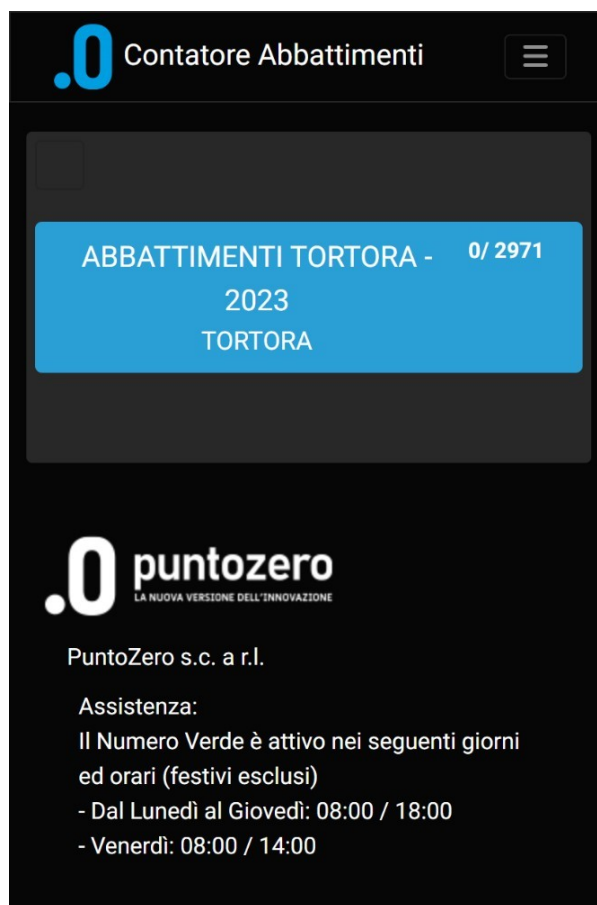 .0 Contatore Abbattimenti
ABBATTIMENTI TORTORA - 0/ 2971
2023
TORTORA
.0 puntozero
LA NUOVA VERSIONE DELL'INNOVAZIONE
PuntoZero s.c. a r.l.
Assistenza:
Il Numero Verde è attivo nei seguenti giorni
ed orari (festivi esclusi)
- Dal Lunedì al Giovedì: 08:00 / 18:00
- Venerdì: 08:00 / 14:00